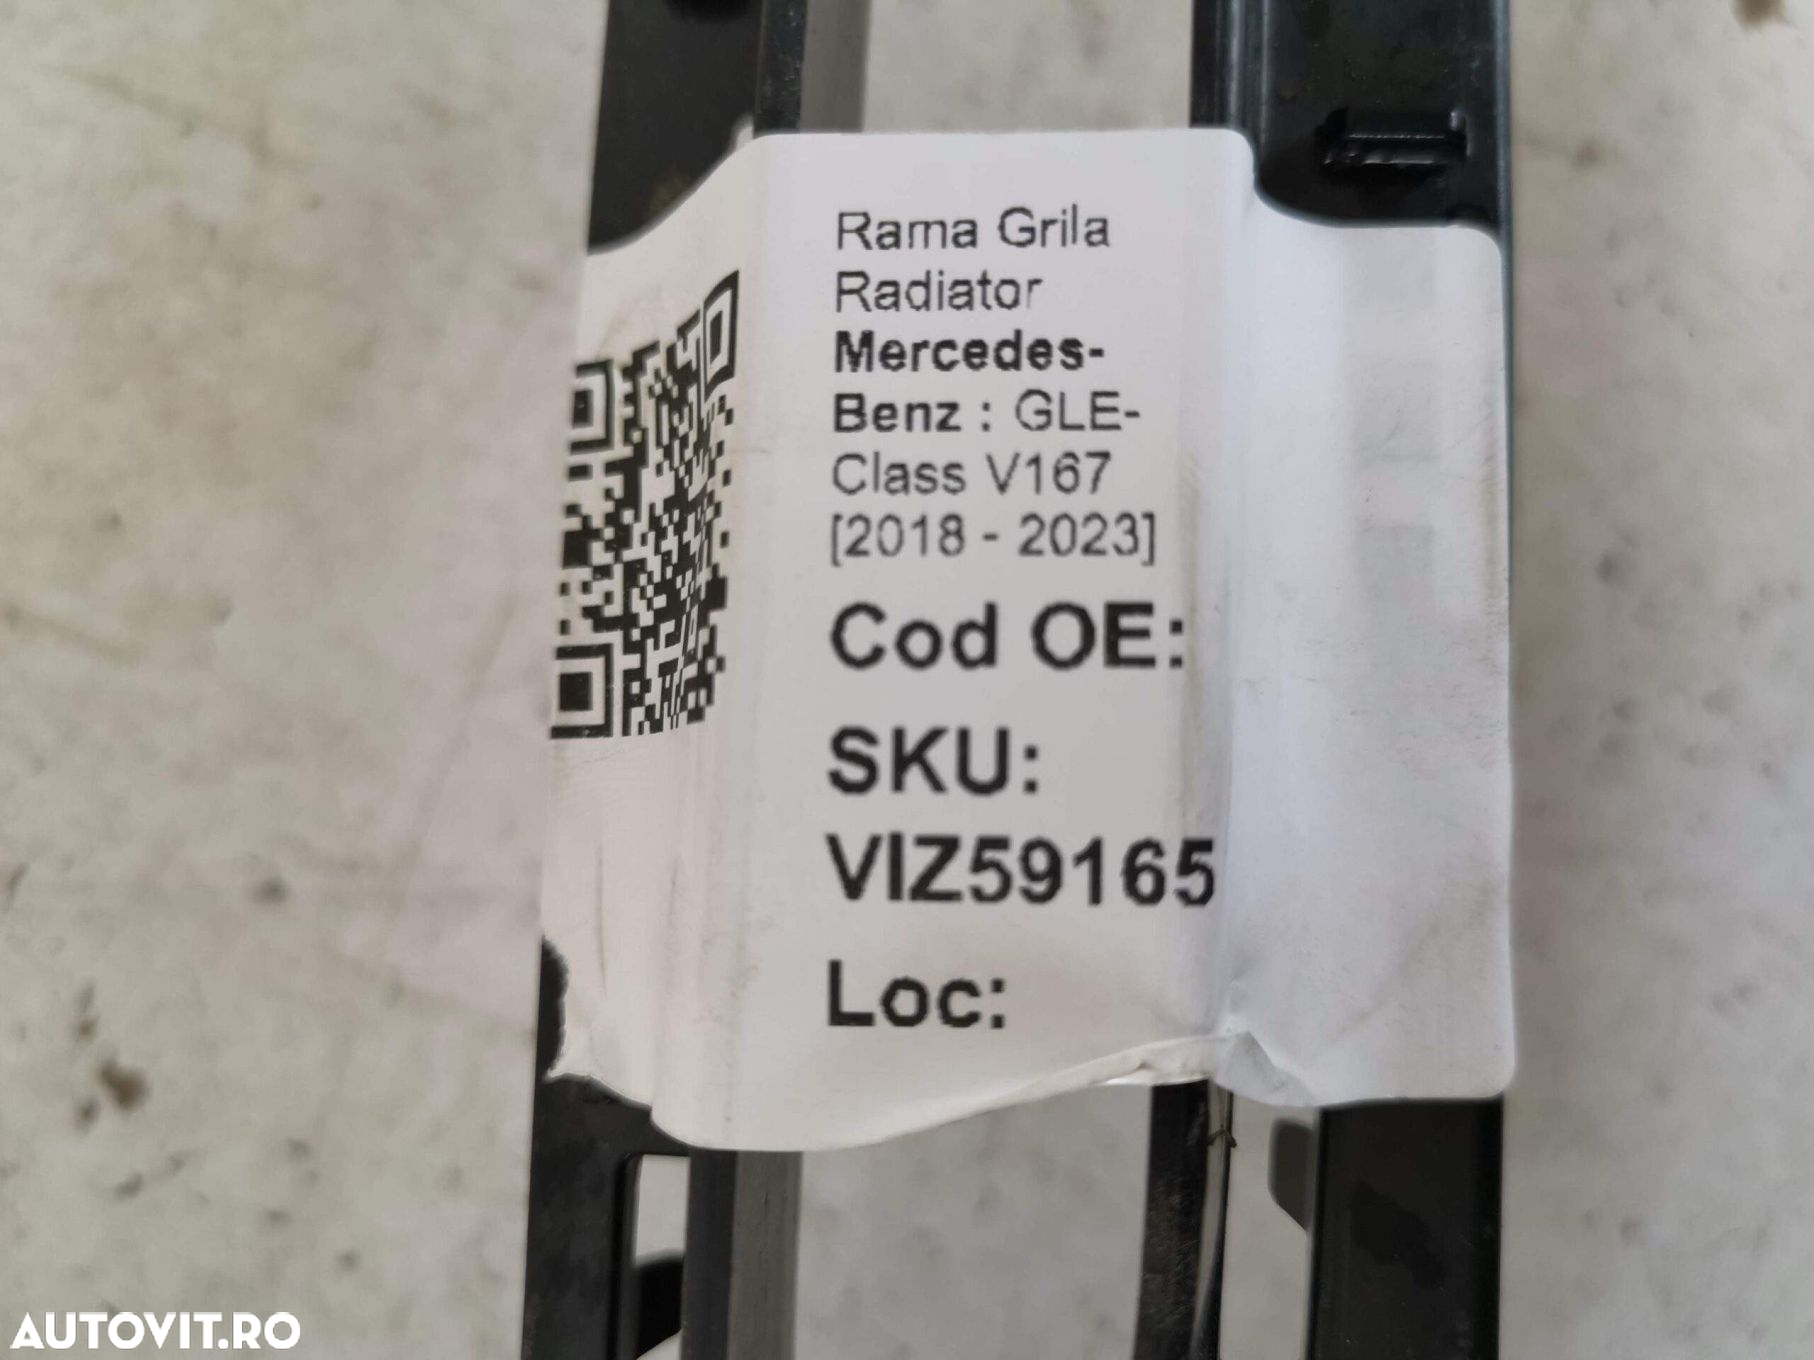 Rama Grila
Radiator
Mercedes-
Benz : GLE-
Class V167
[2018 - 2023]
Cod OE:
SKU:
VIZ59165
Loc:
AUTOVIT.RO